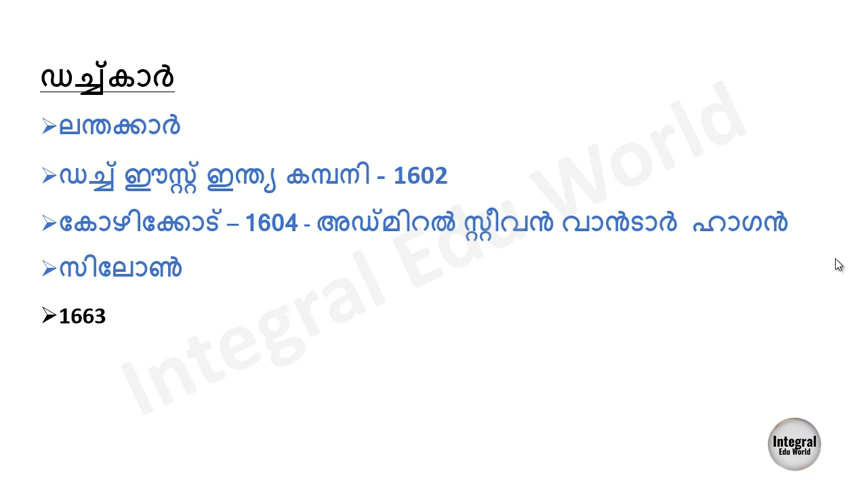 ഡച്ച്കാർ
➢ലന്തക്കാർ
➢ഡച്ച് ഈസ്റ്റ് ഇന്ത്യ കമ്പനി - 1602
➢കോഴിക്കോട് – 1604 - അഡ്മിറൽ സ്റ്റീവൻ വാൻടാർ ഹാഗൻ
➢സിലോൺ
➢1663
Integral Edu World
Integral
Edu World